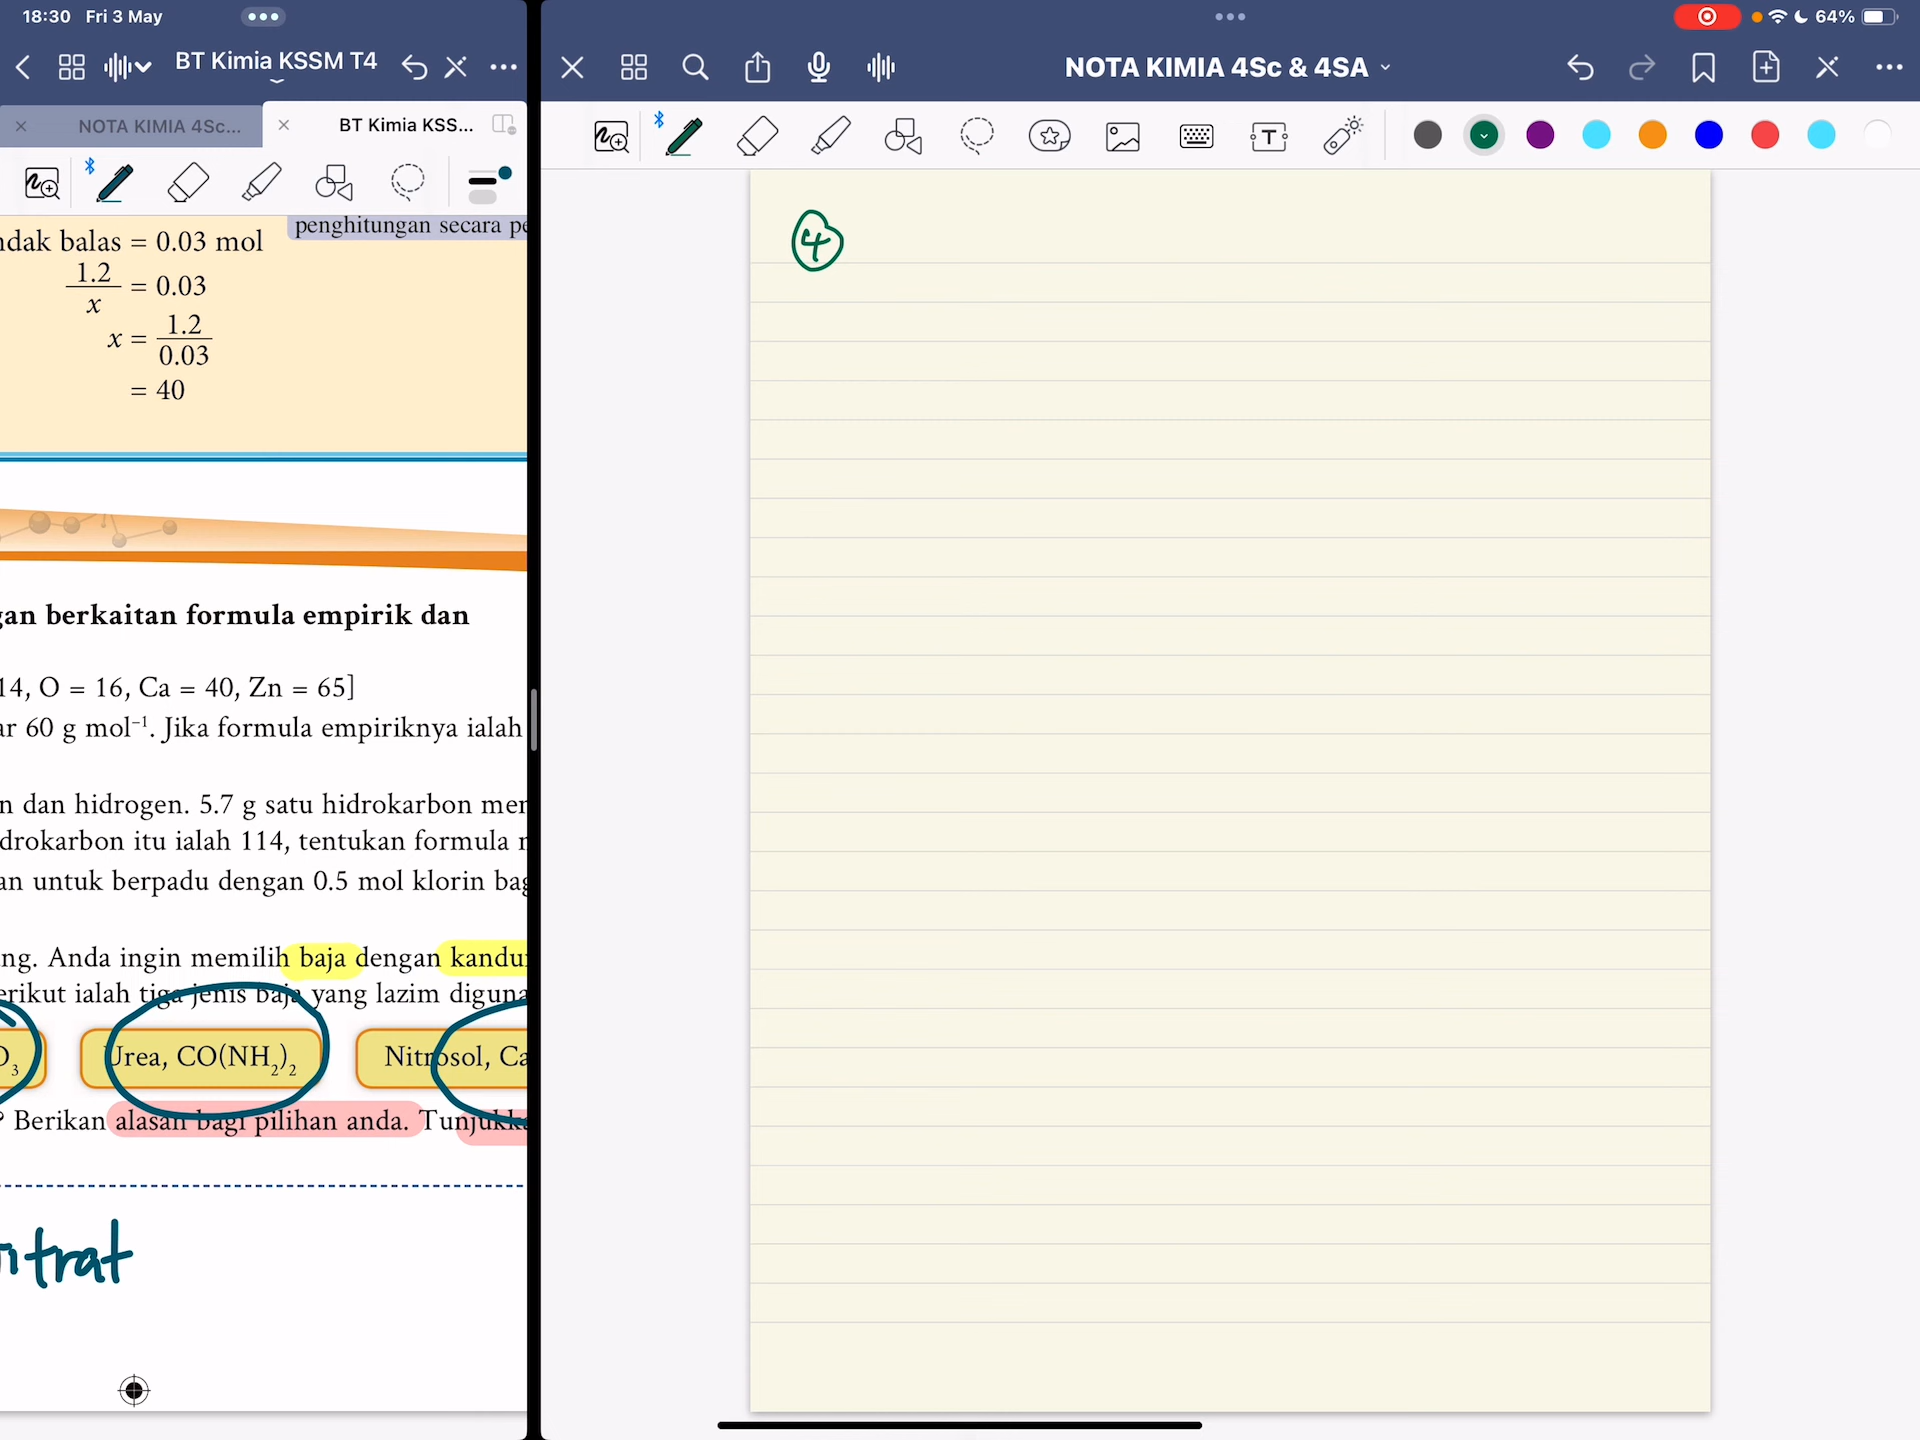 18:30 Fri 3 May
64%
BT Kimia KSSM T4
NOTA KIMIA 4Sc...
BT Kimia KSS...
NOTA KIMIA 4Sc & 4SA
T
penghitungan secara pe
ndak balas = 0.03 mol
1.2/x = 0.03
x = 1.2/0.03
= 40
gan berkaitan formula empirik dan
14, O = 16, Ca = 40, Zn = 65]
ar 60 g mol⁻¹. Jika formula empiriknya ialah
n dan hidrogen. 5.7 g satu hidrokarbon mer
drokarbon itu ialah 114, tentukan formula
an untuk berpadu dengan 0.5 mol klorin bag
ng. Anda ingin memilih baja dengan kandu
erikut ialah tiga jenis baja yang lazim diguna
O₃
Urea, CO(NH₂)₂
Nitrosol, Ca
? Berikan alasan bagi pilihan anda. Tunjukka
itrat
4